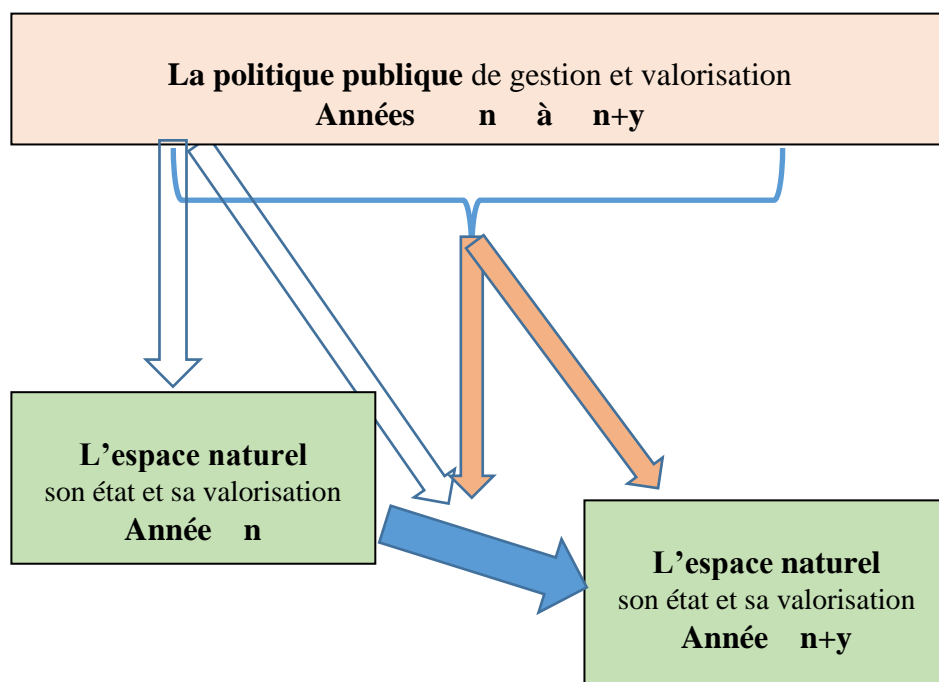 La politique publique de gestion et valorisation
Années n à n+y
L’espace naturel
son état et sa valorisation
Année n
L’espace naturel
son état et sa valorisation
Année n+y